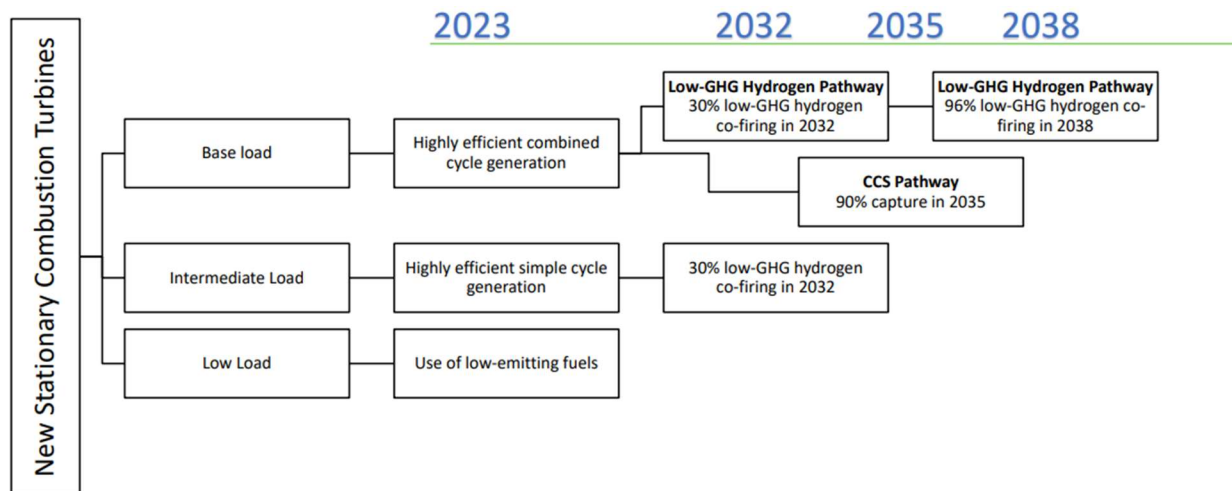 New Stationary Combustion Turbines
2023
2032
2035
2038
Base load
Highly efficient combined
cycle generation
Low-GHG Hydrogen Pathway
30% low-GHG hydrogen
co-firing in 2032
Low-GHG Hydrogen Pathway
96% low-GHG hydrogen co-
firing in 2038
CCS Pathway
90% capture in 2035
Intermediate Load
Highly efficient simple cycle
generation
30% low-GHG hydrogen
co-firing in 2032
Low Load
Use of low-emitting fuels